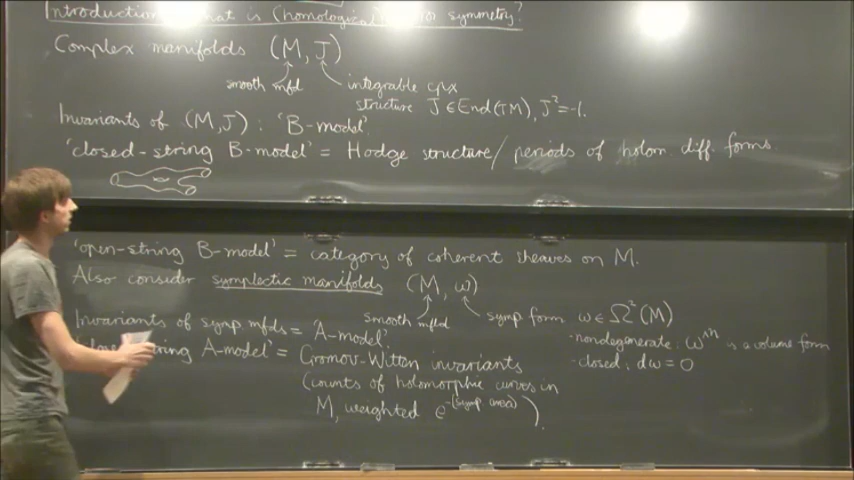 Introduction: What is (homological) mirror symmetry?
Complex manifolds (M, J)
smooth mfd
integrable cpx
structure J ∈ End(TM), J²=-1.
Invariants of (M,J) : 'B-model'.
'closed-string B-model' = Hodge structure / periods of holom. diff. forms.
'open-string B-model' = category of coherent sheaves on M.
Also consider symplectic manifolds (M, ω)
smooth mfd
symp. form ω ∈ Ω²(M)
- nondegenerate: ω^∧n is a volume form
- closed: dω = 0
Invariants of symp. mfds = 'A-model'.
'closed-string A-model' = Gromov-Witten invariants
(counts of holomorphic curves in
M, weighted e^-(symp. area)).